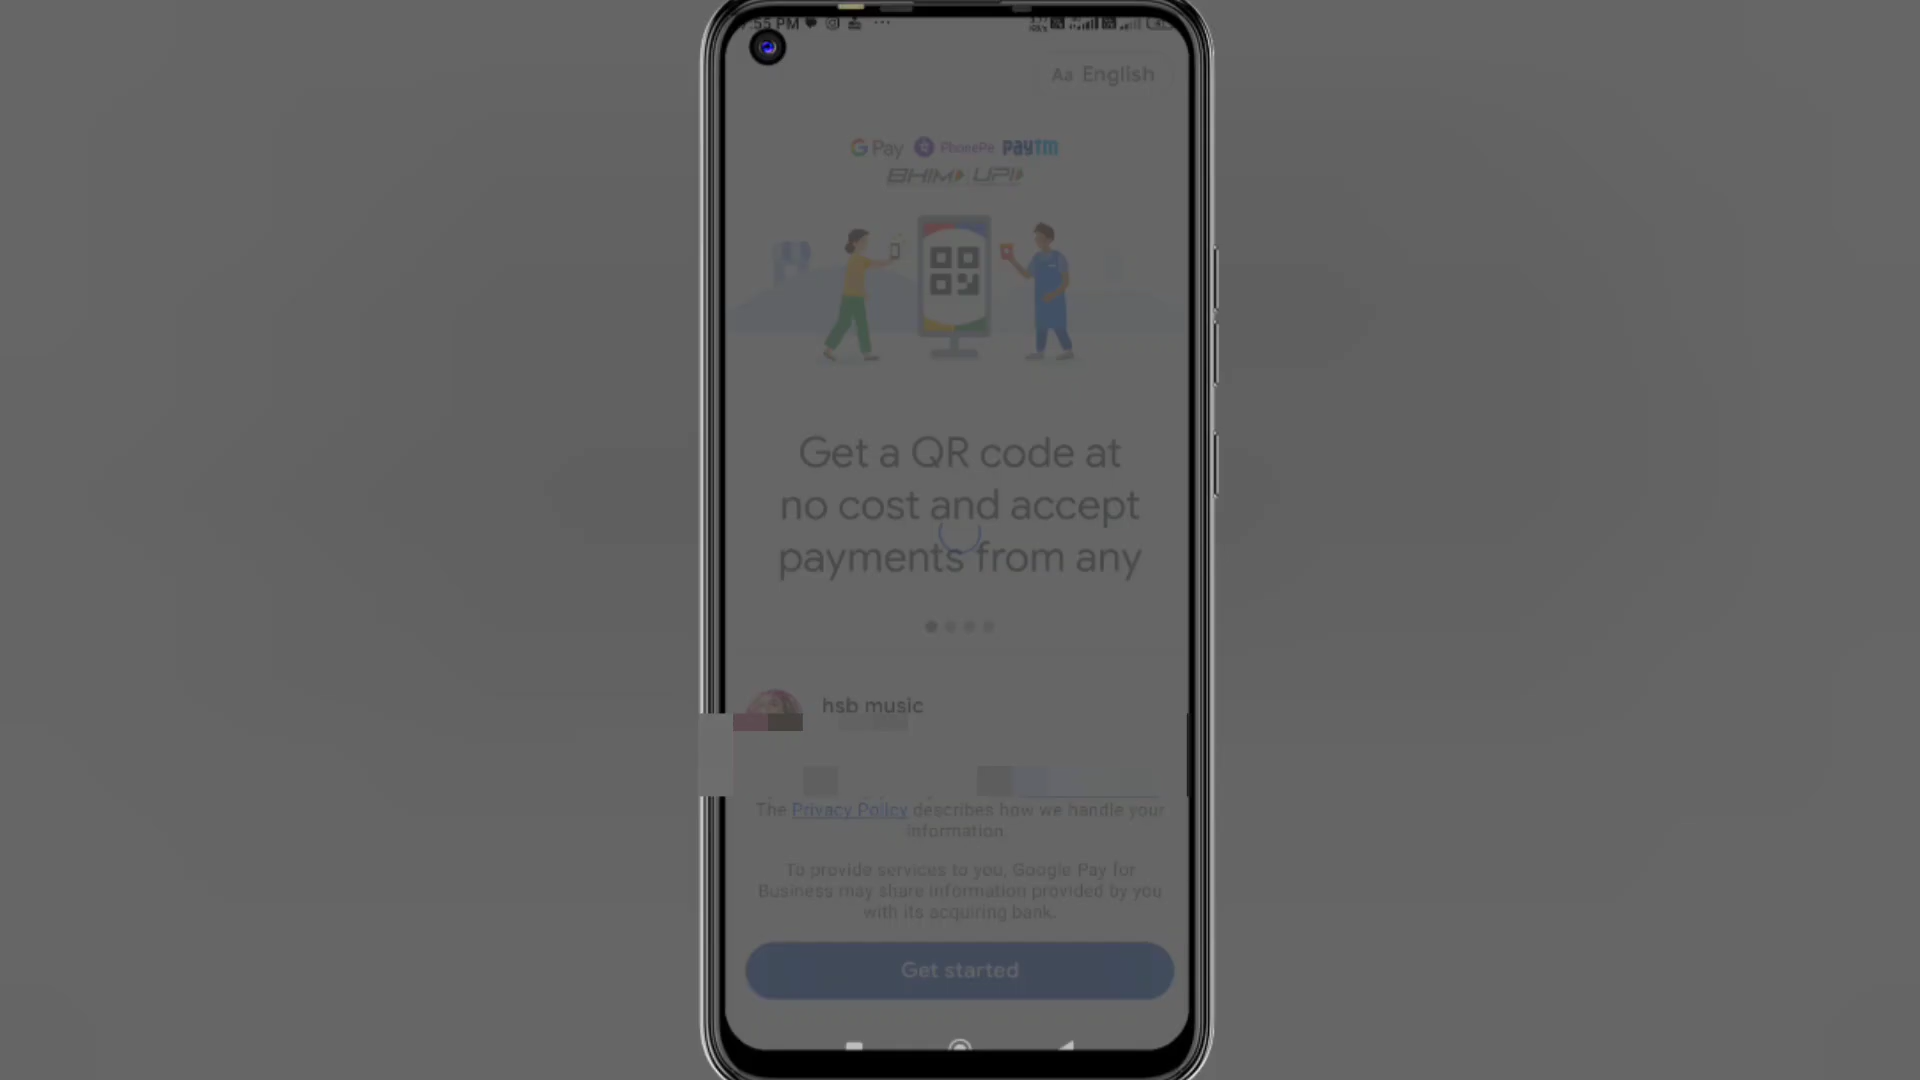 :55 PM
Aa English
G Pay PhonePe Paytm
BHIM UPI
Get a QR code at
no cost and accept
payments from any
hsb music
The Privacy Policy describes how we handle your
information.
To provide services to you, Google Pay for
Business may share information provided by you
with its acquiring bank.
Get started